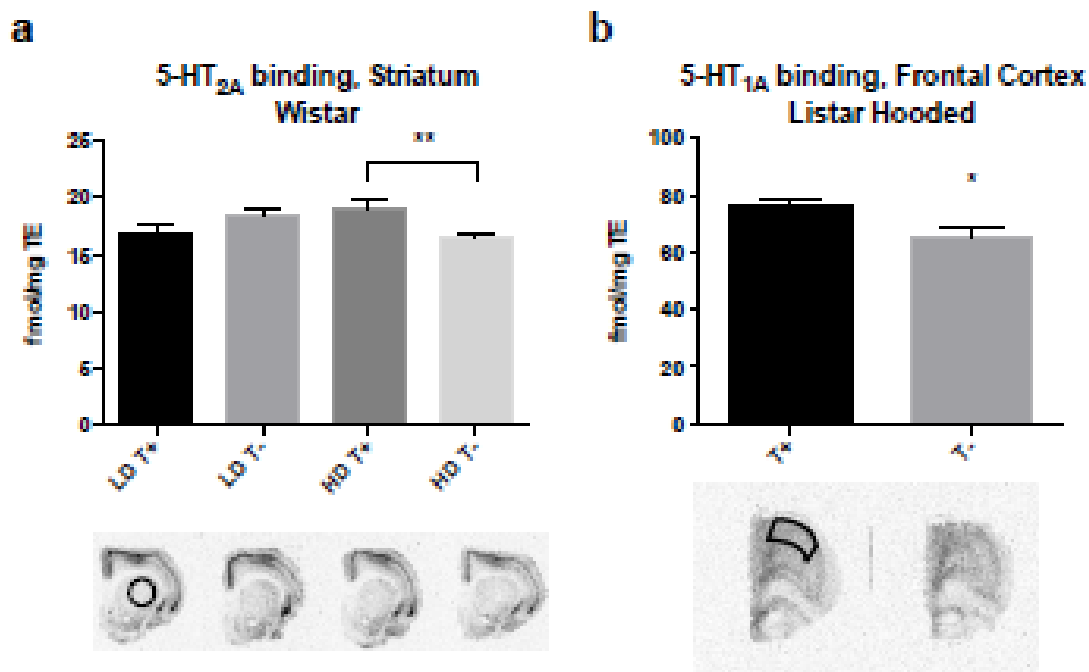 a
5-HT2A binding, Striatum
Wistar
**
25
20
15
10
5
0
fmol/mg TE
LD T+
LD T-
HD T+
HD T-
b
5-HT1A binding, Frontal Cortex
Listar Hooded
*
100
80
60
40
20
0
fmol/mg TE
T+
T-